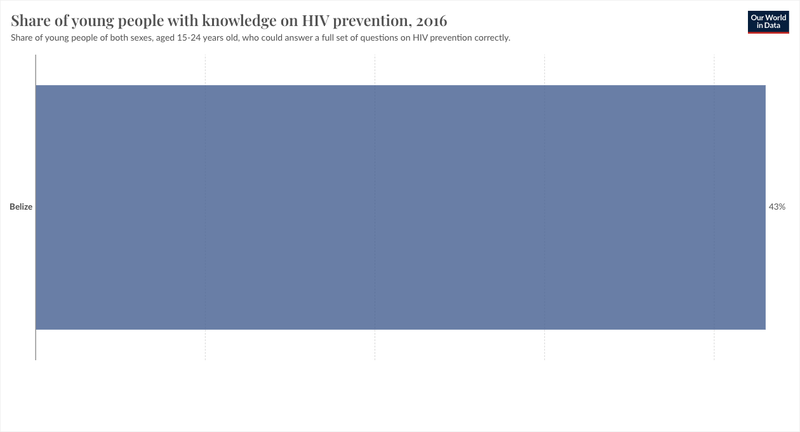 Share of young people with knowledge on HIV prevention, 2016
Our World
in Data
Share of young people of both sexes, aged 15-24 years old, who could answer a full set of questions on HIV prevention correctly.
Belize
43%